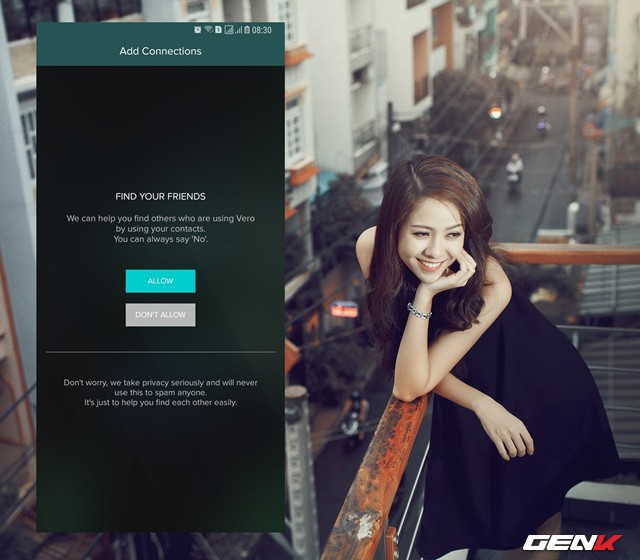 08:30
Add Connections
FIND YOUR FRIENDS
We can help you find others who are using Vero
by using your contacts.
You can always say 'No'.
ALLOW
DON'T ALLOW
Don't worry, we take privacy seriously and will never
use this to spam anyone.
It's just to help you find each other easily.
GENK